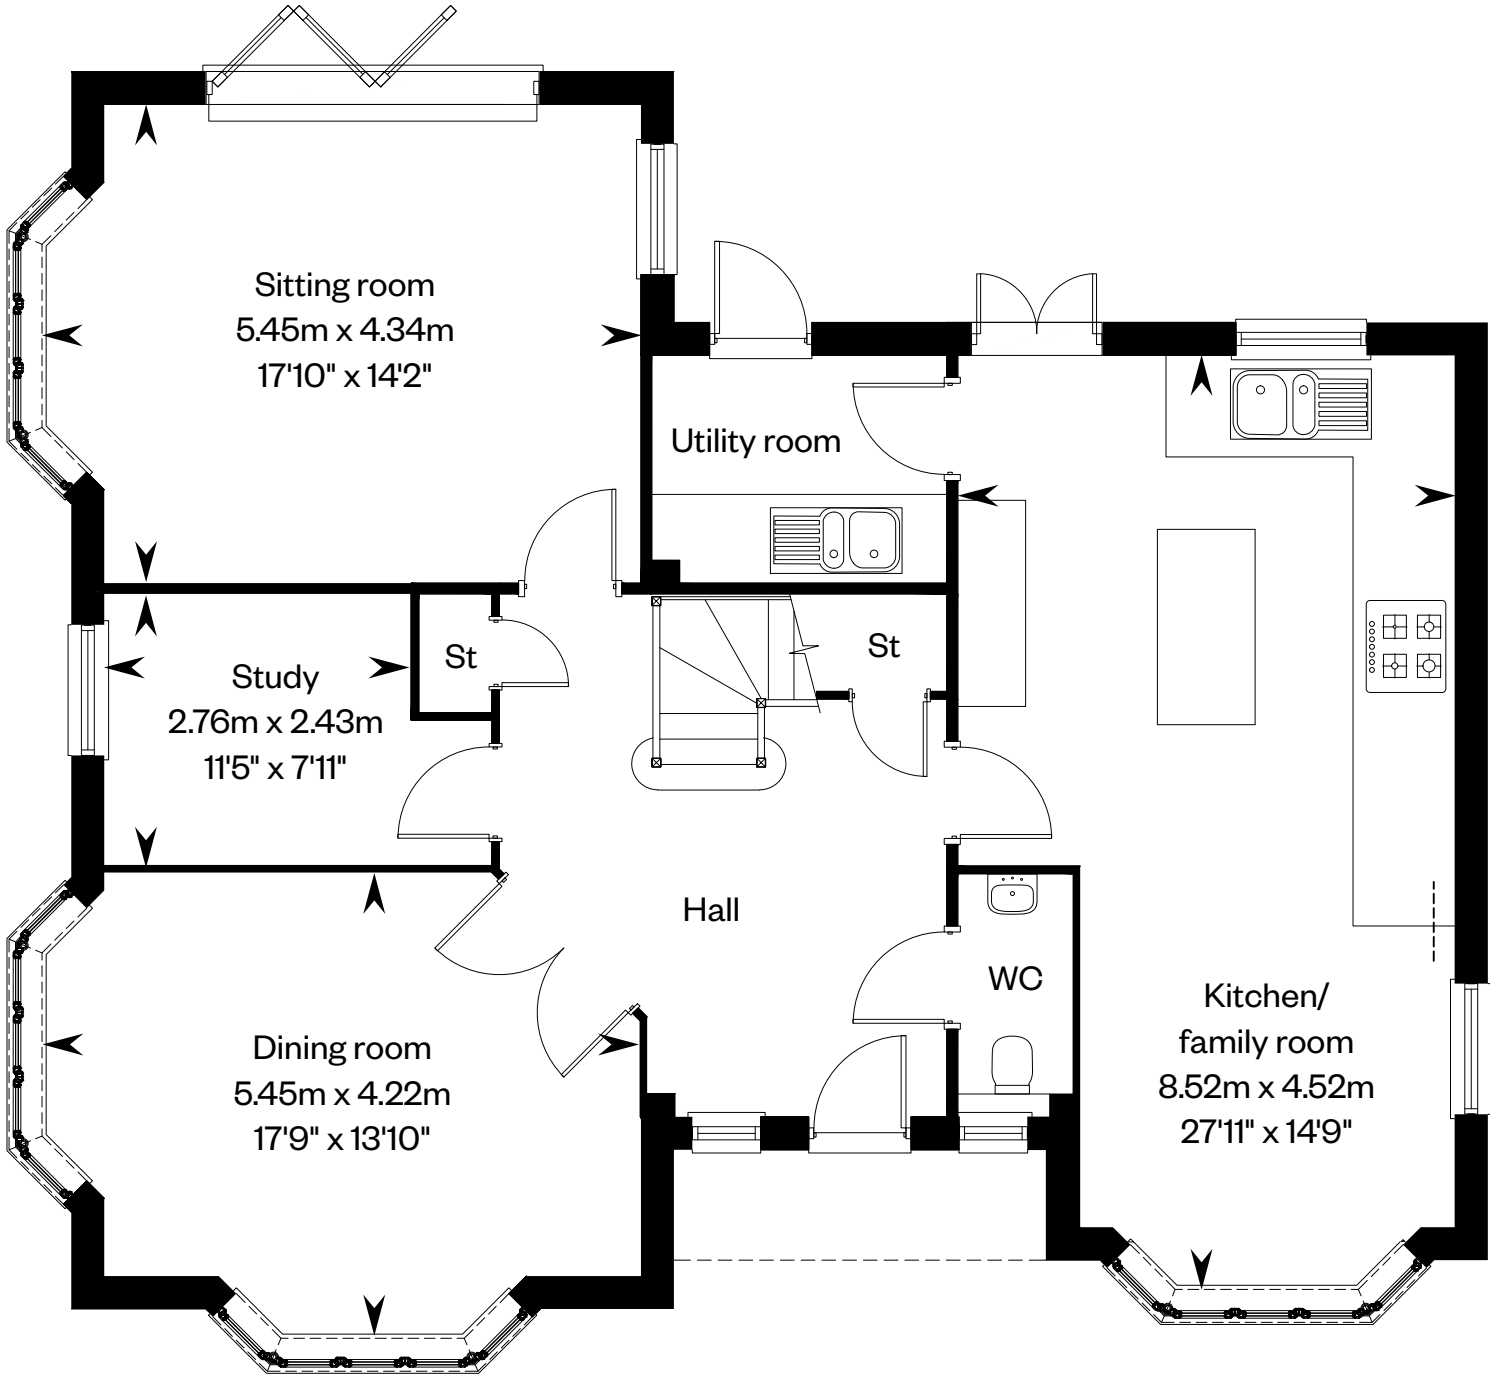 Sitting room
5.45m x 4.34m
17'10" x 14'2"
Utility room
St
St
Study
2.76m x 2.43m
11'5" x 7'11"
Hall
WC
Kitchen/
family room
8.52m x 4.52m
27'11" x 14'9"
Dining room
5.45m x 4.22m
17'9" x 13'10"